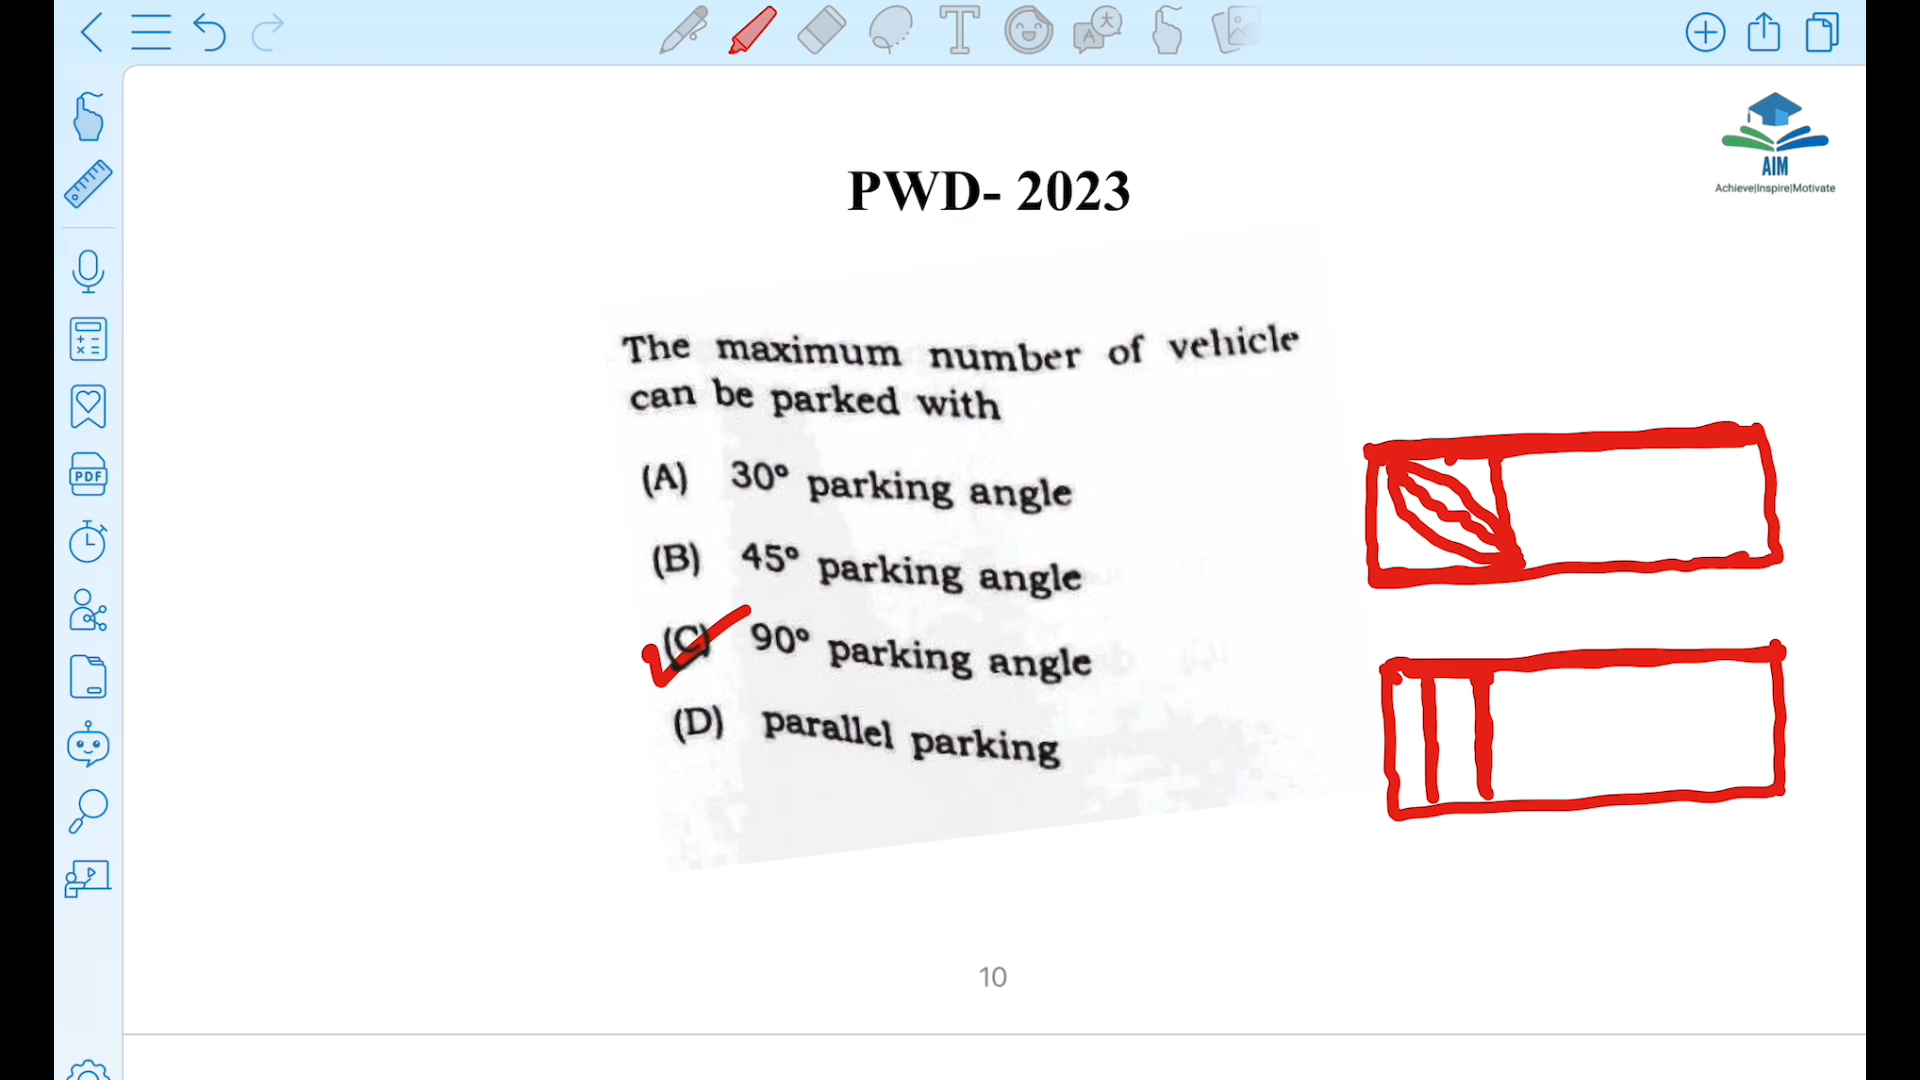 PDF
T
A
文
AIM
Achieve|Inspire|Motivate
PWD- 2023
The maximum number of vehicle
can be parked with
(A) 30° parking angle
(B) 45° parking angle
(C) 90° parking angle
(D) parallel parking
10